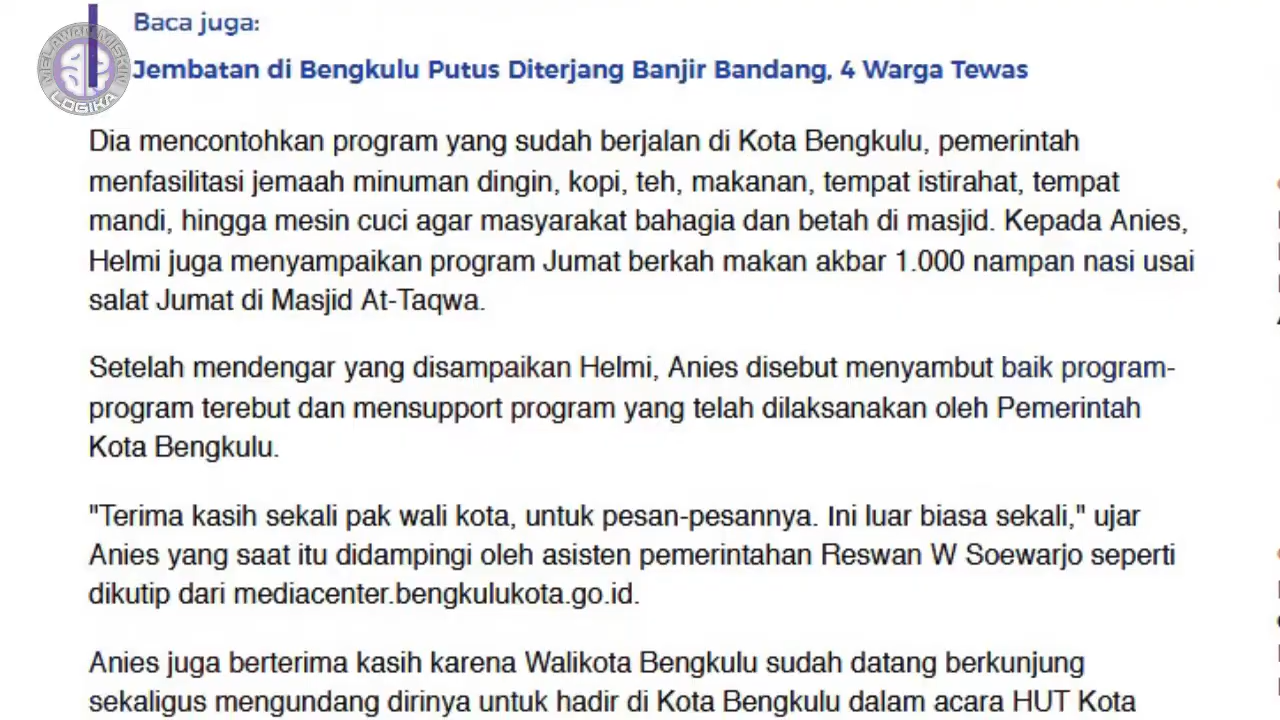 Baca juga:
MELAWAN MISKIN
LOGIKA
Jembatan di Bengkulu Putus Diterjang Banjir Bandang, 4 Warga Tewas
Dia mencontohkan program yang sudah berjalan di Kota Bengkulu, pemerintah
menfasilitasi jemaah minuman dingin, kopi, teh, makanan, tempat istirahat, tempat
mandi, hingga mesin cuci agar masyarakat bahagia dan betah di masjid. Kepada Anies,
Helmi juga menyampaikan program Jumat berkah makan akbar 1.000 nampan nasi usai
salat Jumat di Masjid At-Taqwa.
Setelah mendengar yang disampaikan Helmi, Anies disebut menyambut baik program-
program terebut dan mensupport program yang telah dilaksanakan oleh Pemerintah
Kota Bengkulu.
"Terima kasih sekali pak wali kota, untuk pesan-pesannya. Ini luar biasa sekali," ujar
Anies yang saat itu didampingi oleh asisten pemerintahan Reswan W Soewarjo seperti
dikutip dari mediacenter.bengkulukota.go.id.
Anies juga berterima kasih karena Walikota Bengkulu sudah datang berkunjung
sekaligus mengundang dirinya untuk hadir di Kota Bengkulu dalam acara HUT Kota